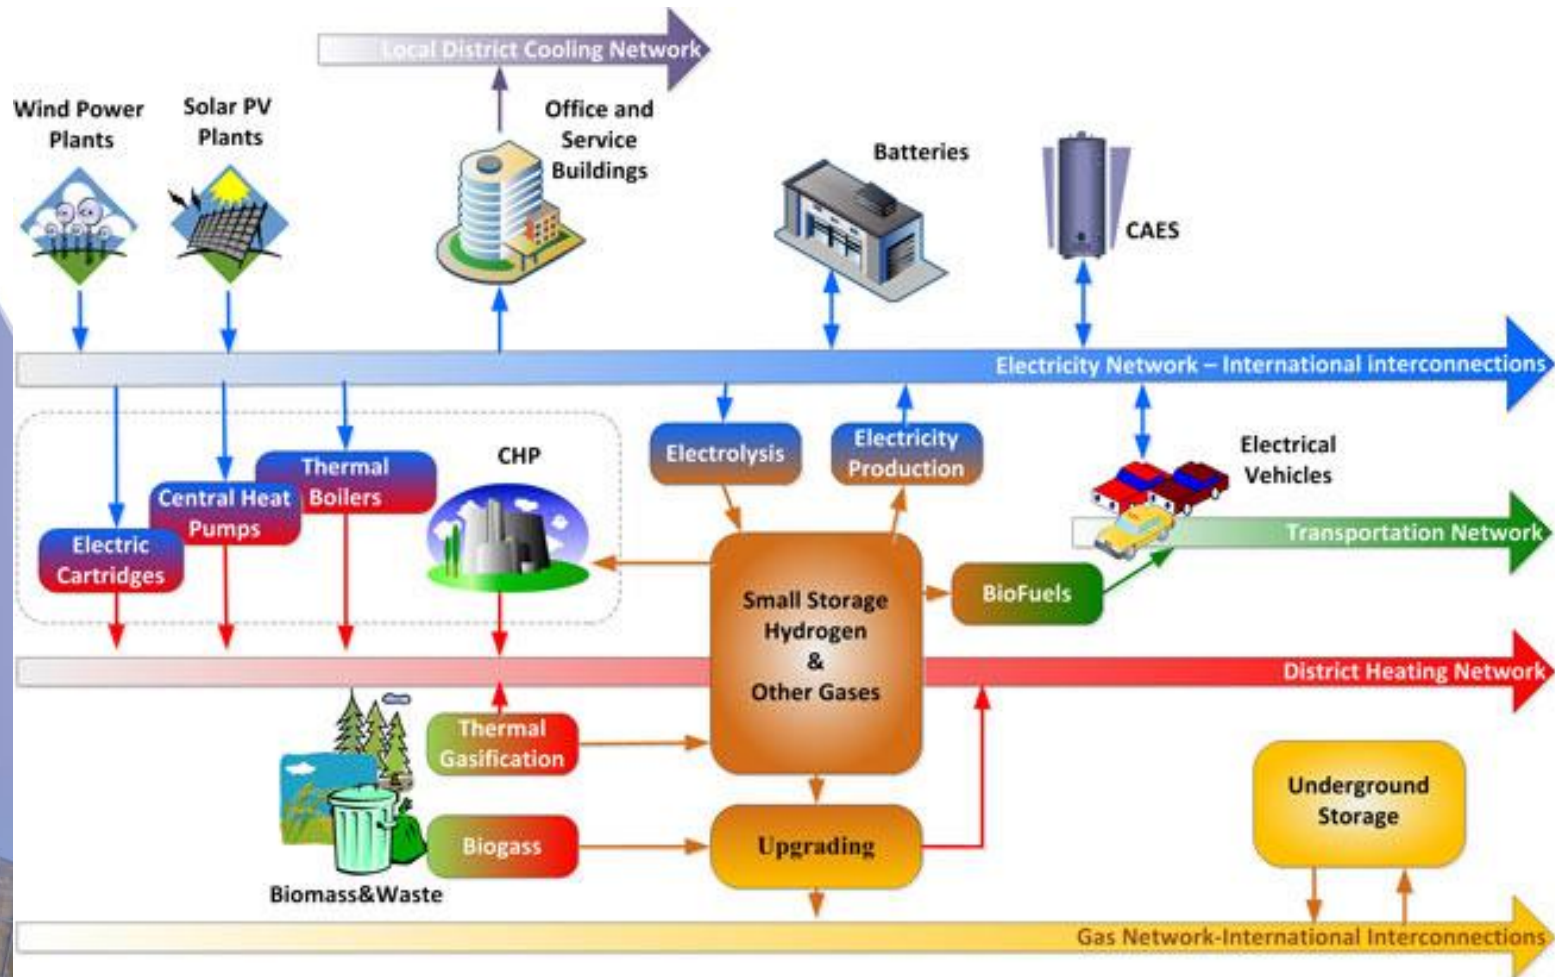 Local District Cooling Network
Wind Power
Plants
Solar PV
Plants
Office and
Service
Buildings
Batteries
CAES
Electricity Network – International interconnections
Electric
Cartridges
Central Heat
Pumps
Thermal
Boilers
CHP
Electrolysis
Electricity
Production
Electrical
Vehicles
Transportation Network
Small Storage
Hydrogen
&
Other Gases
BioFuels
District Heating Network
Thermal
Gasification
Biogass
Biomass&Waste
Upgrading
Underground
Storage
Gas Network-International Interconnections